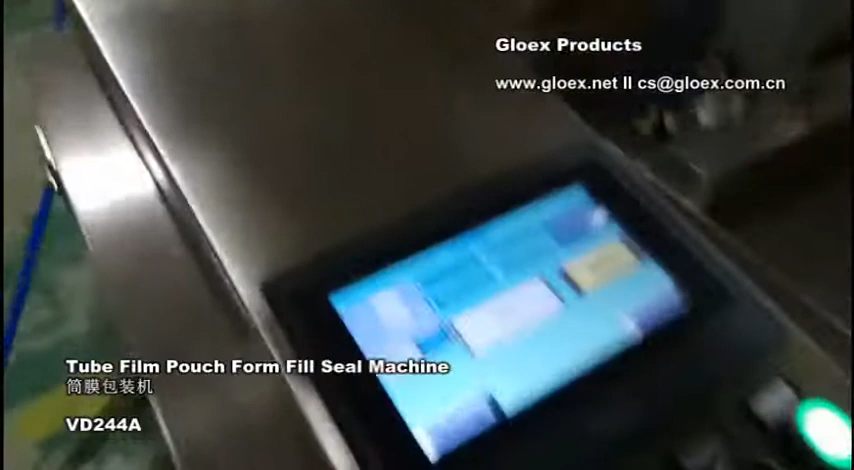 Gloex Products
www.gloex.net ll cs@gloex.com.cn
Tube Film Pouch Form Fill Seal Machine
筒膜包装机
VD244A